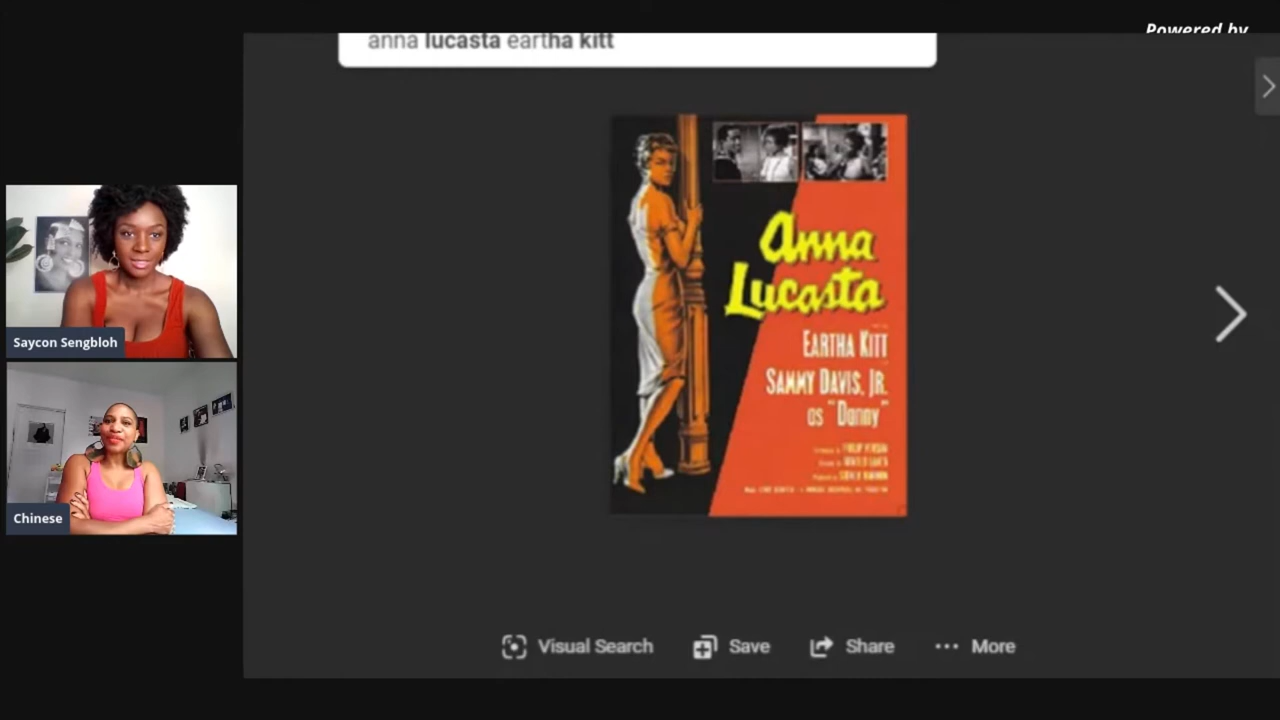 Powered by
anna lucasta eartha kitt
Anna
Lucasta
EARTHA KITT
SAMMY DAVIS, JR.
as "Danny"
Saycon Sengbloh
Chinese
Visual Search
Save
Share
More